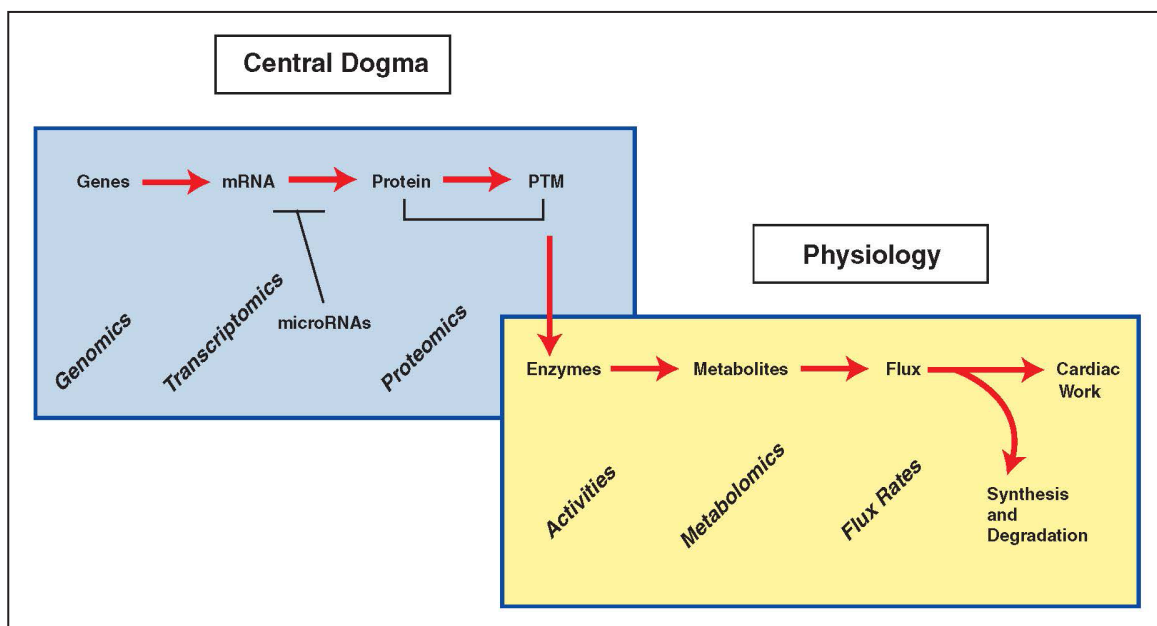 Central Dogma
Genes mRNA Protein PTM
microRNAs
Genomics Transcriptomics Proteomics
Physiology
Enzymes Metabolites Flux Cardiac
Work
Synthesis
and
Degradation
Activities Metabolomics Flux Rates